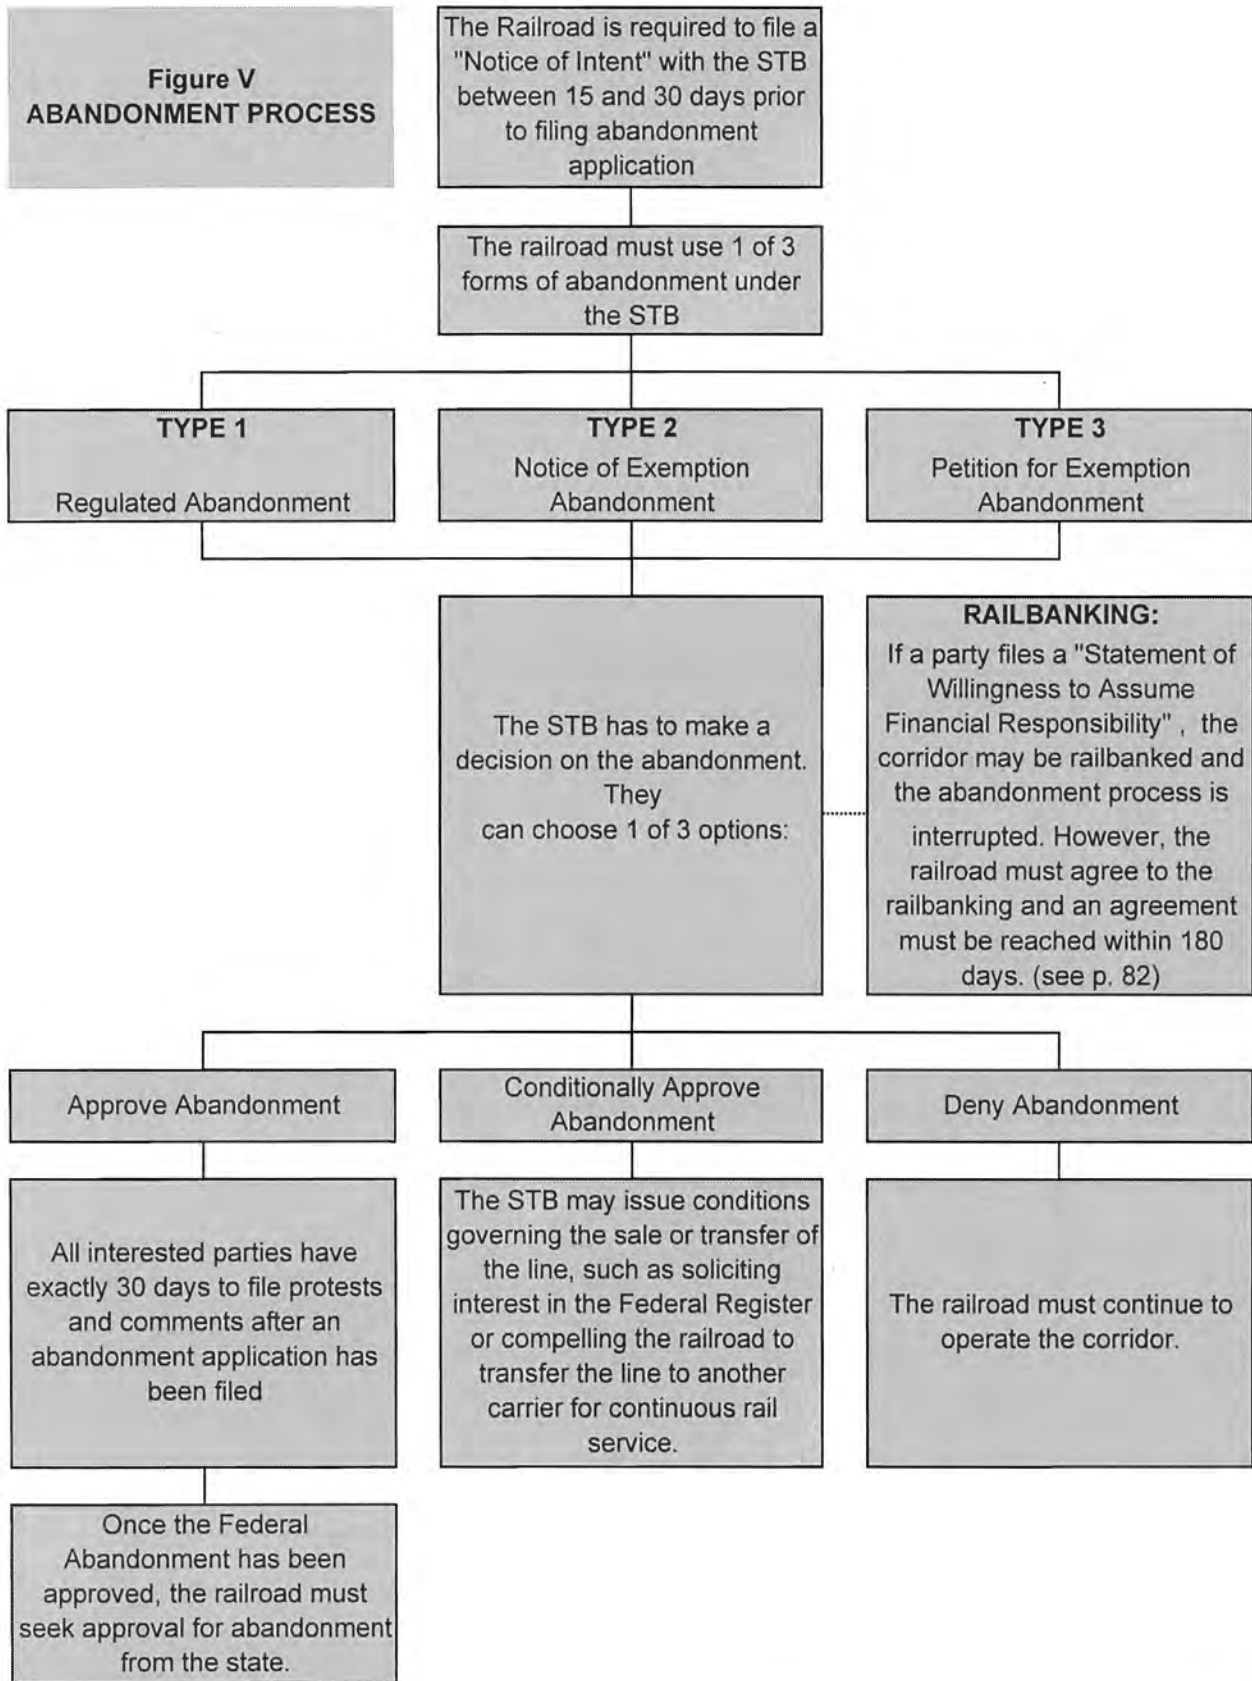 Figure V
ABANDONMENT PROCESS
The Railroad is required to file a
"Notice of Intent" with the STB
between 15 and 30 days prior
to filing abandonment
application
The railroad must use 1 of 3
forms of abandonment under
the STB
TYPE 1
Regulated Abandonment
TYPE 2
Notice of Exemption
Abandonment
TYPE 3
Petition for Exemption
Abandonment
The STB has to make a
decision on the abandonment.
They
can choose 1 of 3 options:
RAILBANKING:
If a party files a "Statement of
Willingness to Assume
Financial Responsibility" , the
corridor may be railbanked and
the abandonment process is
interrupted. However, the
railroad must agree to the
railbanking and an agreement
must be reached within 180
days. (see p. 82)
Approve Abandonment
Conditionally Approve
Abandonment
Deny Abandonment
All interested parties have
exactly 30 days to file protests
and comments after an
abandonment application has
been filed
The STB may issue conditions
governing the sale or transfer of
the line, such as soliciting
interest in the Federal Register
or compelling the railroad to
transfer the line to another
carrier for continuous rail
service.
The railroad must continue to
operate the corridor.
Once the Federal
Abandonment has been
approved, the railroad must
seek approval for abandonment
from the state.